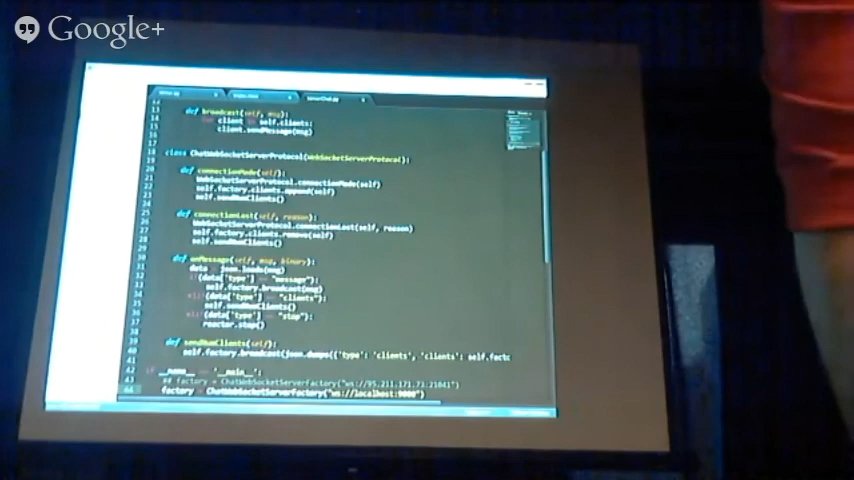 Google+
def broadcast(self, msg):
client in self.clients:
client.sendMessage(msg)
class ChatWebSocketServerProtocol(WebSocketServerProtocol):
def connectionMade(self):
WebSocketServerProtocol.connectionMade(self)
self.factory.clients.append(self)
self.sendNumClients()
def connectionLost(self, reason):
WebSocketServerProtocol.connectionLost(self, reason)
self.factory.clients.remove(self)
self.sendNumClients()
def onMessage(self, msg, binary):
data = json.loads(msg)
if(data['type'] == "message"):
self.factory.broadcast(msg)
elif(data['type'] == "clients"):
self.sendNumClients()
elif(data['type'] == "stop"):
reactor.stop()
def sendNumClients(self):
self.factory.broadcast(json.dumps({'type': 'clients', 'clients': self.fact
if __name__ == '__main__':
factory = ChatWebSocketServerFactory("ws://95.211.171.73:21041")
factory = ChatWebSocketServerFactory("ws://localhost:9000")